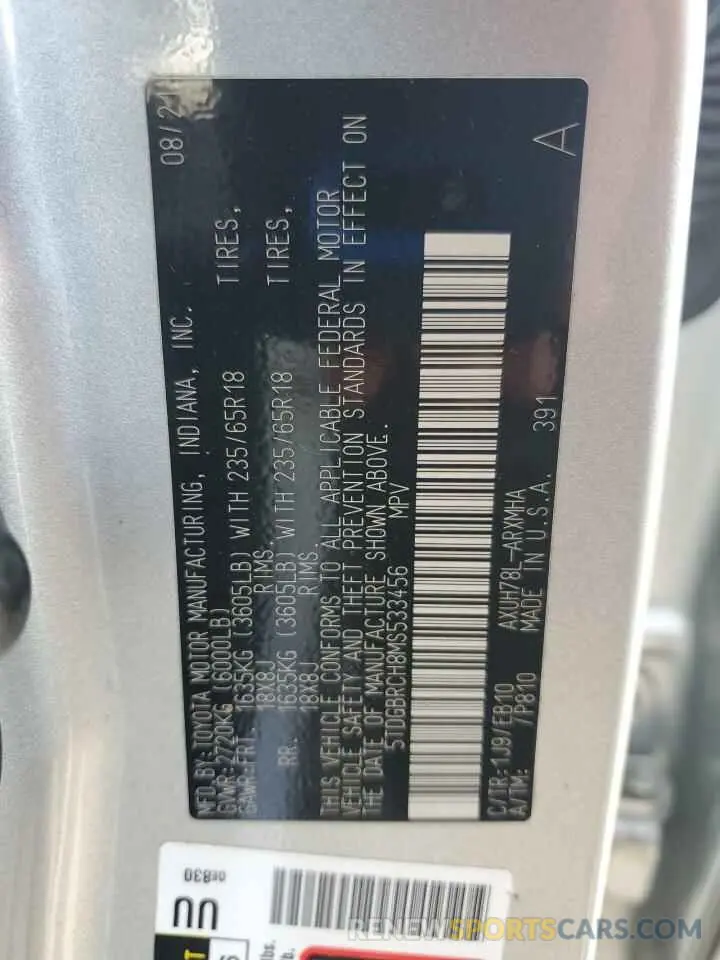 MFD. BY: TOYOTA MOTOR MANUFACTURING, INDIANA, INC. 08/21
GVWR: 2720KG (6000LB)
GAWR: FRT. 1635KG (3605LB) WITH 235/65R18 TIRES,
18X8J RIMS.
RR. 1635KG (3605LB) WITH 235/65R18 TIRES,
18X8J RIMS.
THIS VEHICLE CONFORMS TO ALL APPLICABLE FEDERAL MOTOR
VEHICLE SAFETY AND THEFT PREVENTION STANDARDS IN EFFECT ON
THE DATE OF MANUFACTURE SHOWN ABOVE.
5TDGBRCH8MS533456 MPV
C/TR: 1J9/EB10 AXUH78L-ARXMHA 391 A
A/TM: 7P810 MADE IN U.S.A.
0E830
UU
lbs.
RENEWSPORTSCARS.COM